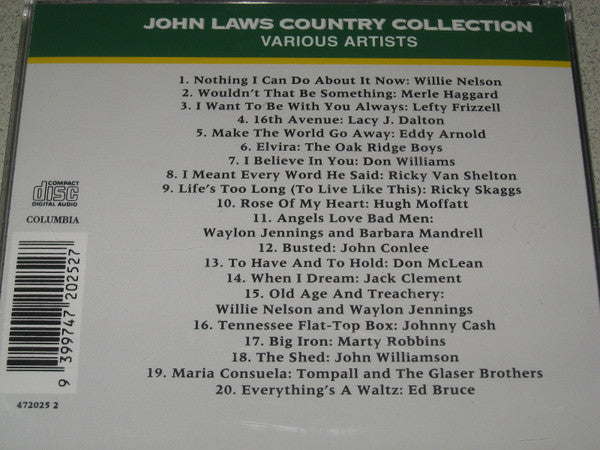 JOHN LAWS COUNTRY COLLECTION
VARIOUS ARTISTS
1. Nothing I Can Do About It Now: Willie Nelson
2. Wouldn't That Be Something: Merle Haggard
3. I Want To Be With You Always: Lefty Frizzell
4. 16th Avenue: Lacy J. Dalton
5. Make The World Go Away: Eddy Arnold
6. Elvira: The Oak Ridge Boys
7. I Believe In You: Don Williams
8. I Meant Every Word He Said: Ricky Van Shelton
9. Life's Too Long (To Live Like This): Ricky Skaggs
10. Rose Of My Heart: Hugh Moffatt
11. Angels Love Bad Men:
Waylon Jennings and Barbara Mandrell
12. Busted: John Conlee
13. To Have And To Hold: Don McLean
14. When I Dream: Jack Clement
15. Old Age And Treachery:
Willie Nelson and Waylon Jennings
16. Tennessee Flat-Top Box: Johnny Cash
17. Big Iron: Marty Robbins
18. The Shed: John Williamson
19. Maria Consuela: Tompall and The Glaser Brothers
20. Everything's A Waltz: Ed Bruce
COMPACT
disc
DIGITAL AUDIO
COLUMBIA
9 399747 202527
472025 2